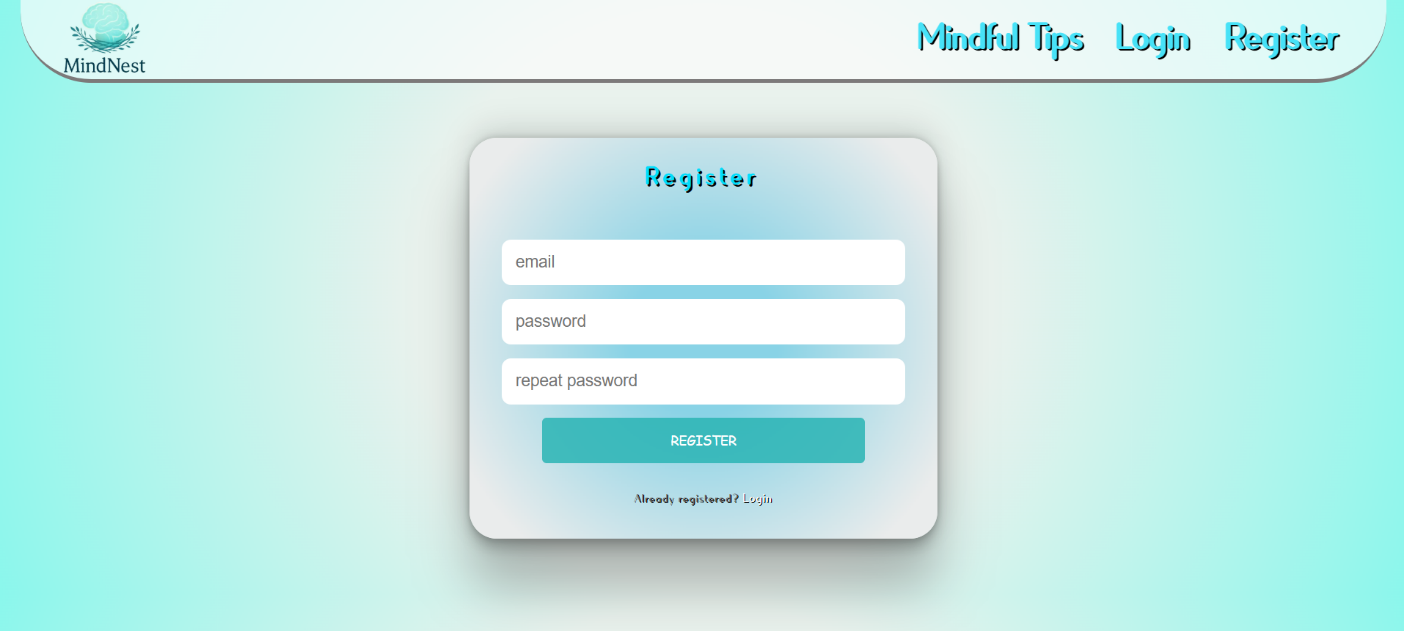 MindNest
Mindful Tips Login Register
Register
email
password
repeat password
REGISTER
Already registered? Login